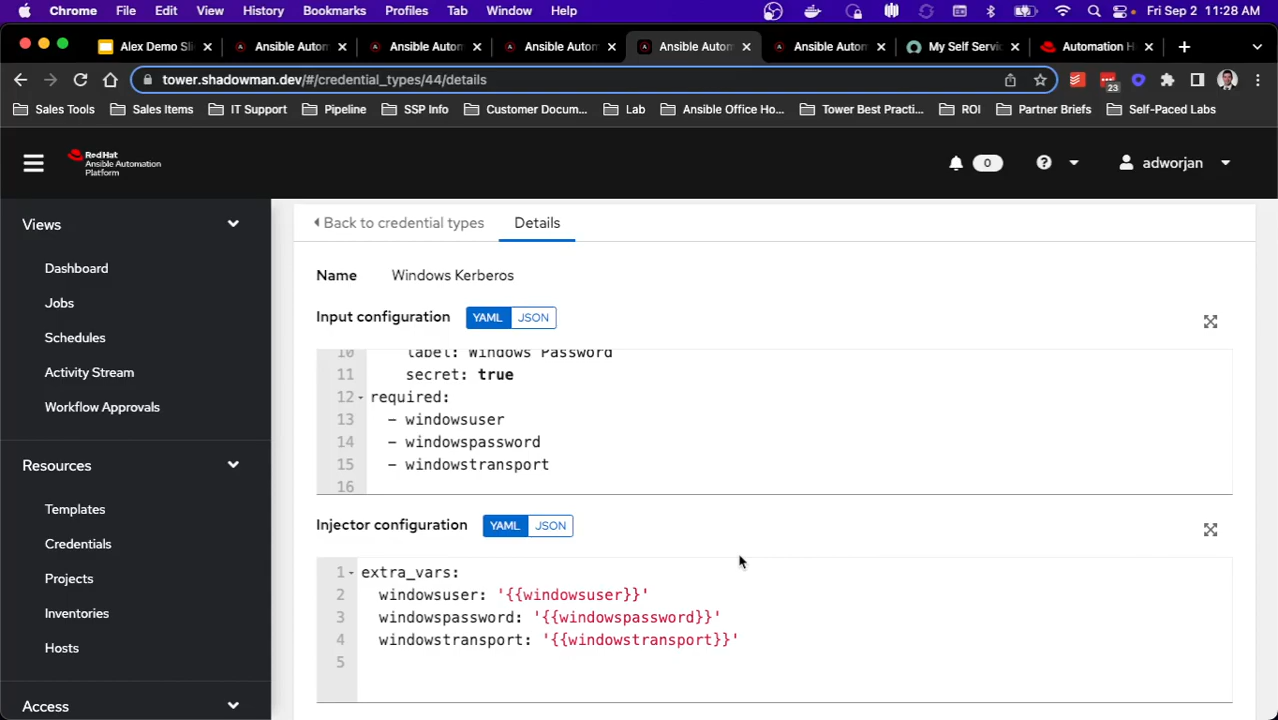 Chrome File Edit View History Bookmarks Profiles Tab Window Help Fri Sep 2 11:28 AM
Alex Demo Sli Ansible Autom Ansible Autom Ansible Autom Ansible Autom Ansible Autom My Self Servi Automation H
tower.shadowman.dev/#/credential_types/44/details
23
Sales Tools Sales Items IT Support Pipeline SSP Info Customer Docum... Lab Ansible Office Ho... Tower Best Practi... ROI Partner Briefs Self-Paced Labs
Red Hat
Ansible Automation
Platform
0 adworjan
Views
Dashboard
Jobs
Schedules
Activity Stream
Workflow Approvals
Resources
Templates
Credentials
Projects
Inventories
Hosts
Access
Back to credential types Details
Name Windows Kerberos
Input configuration YAML JSON
10 label: Windows Password
11 secret: true
12 required:
13 - windowsuser
14 - windowspassword
15 - windowstransport
16
Injector configuration YAML JSON
1 extra_vars:
2 windowsuser: '{{windowsuser}}'
3 windowspassword: '{{windowspassword}}'
4 windowstransport: '{{windowstransport}}'
5